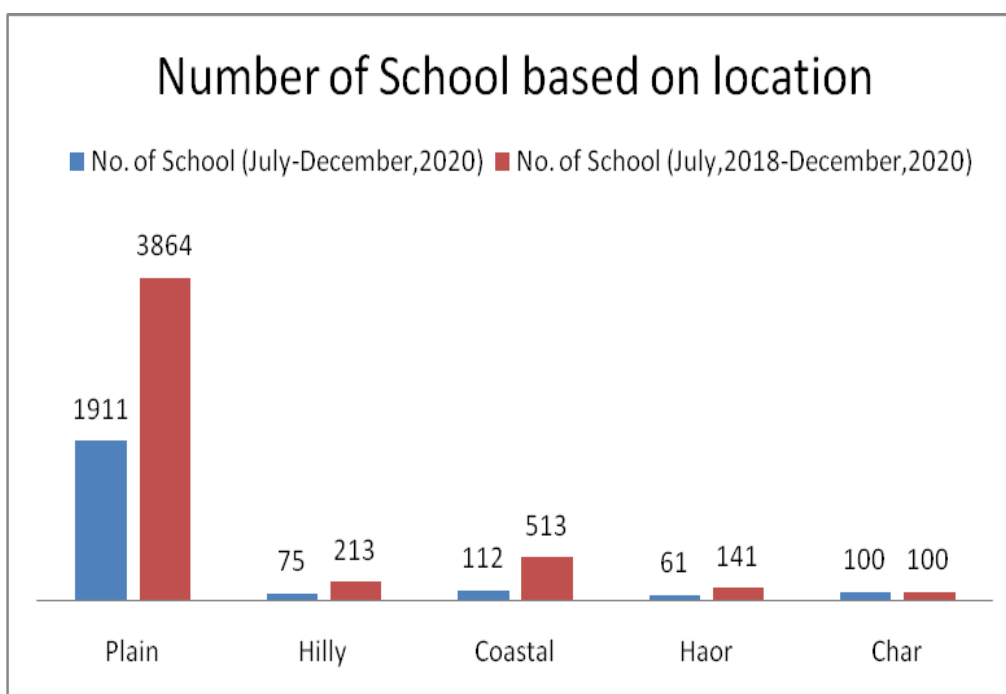 Number of School based on location
No. of School (July-December,2020) No. of School (July,2018-December,2020)
3864
1911
75 213
112 513
61 141
100 100
Plain Hilly Coastal Haor Char